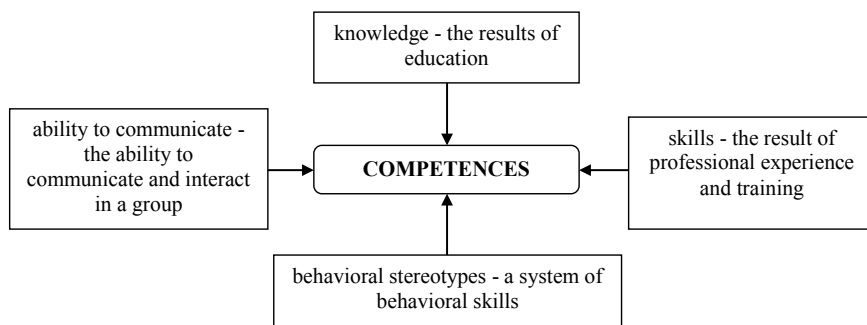 knowledge - the results of
education
ability to communicate -
the ability to
communicate and interact
in a group
COMPETENCES
skills - the result of
professional experience
and training
behavioral stereotypes - a system of
behavioral skills